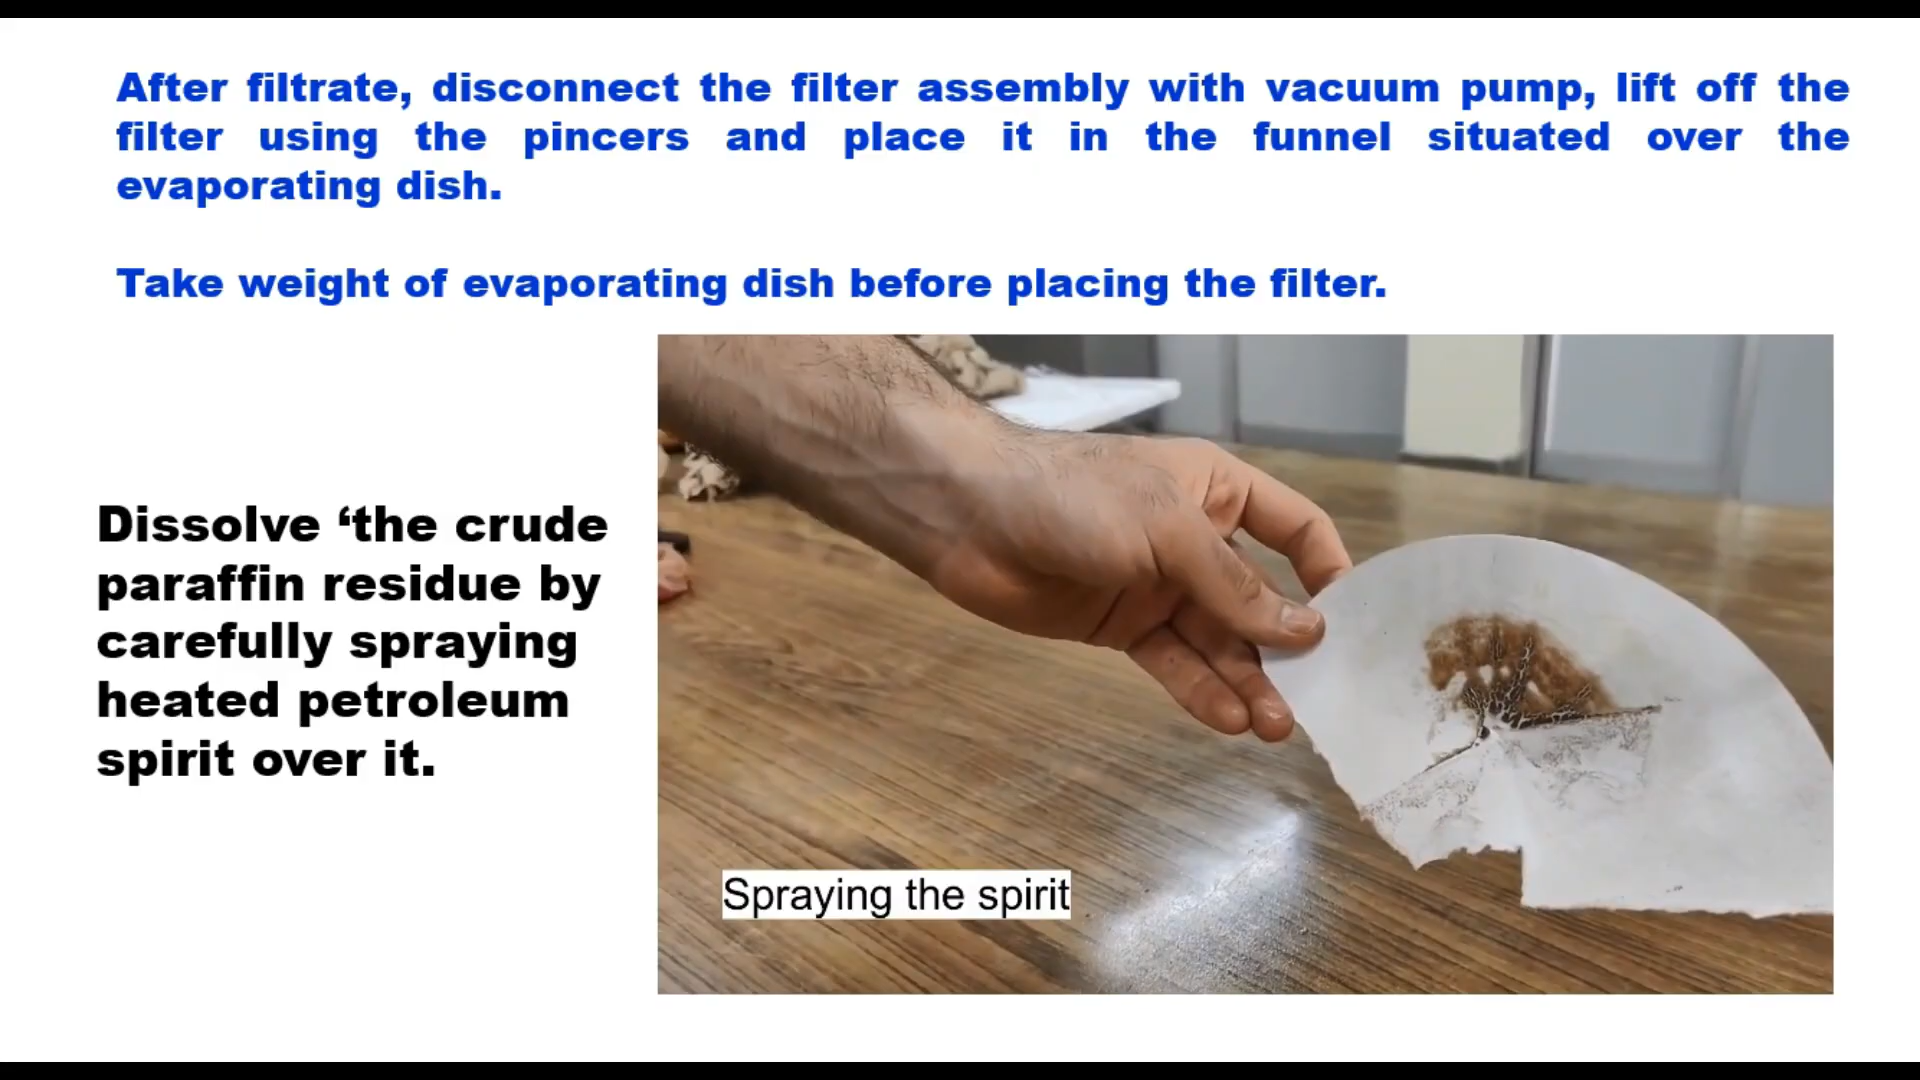 After filtrate, disconnect the filter assembly with vacuum pump, lift off the
filter using the pincers and place it in the funnel situated over the
evaporating dish.
Take weight of evaporating dish before placing the filter.
Dissolve ‘the crude
paraffin residue by
carefully spraying
heated petroleum
spirit over it.
Spraying the spirit